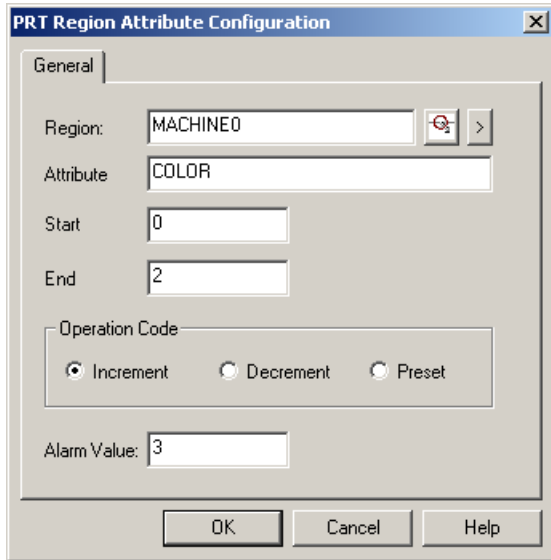 PRT Region Attribute Configuration
General
Region: MACHINE0 >
Attribute COLOR
Start 0
End 2
Operation Code
Increment Decrement Preset
Alarm Value: 3
OK Cancel Help